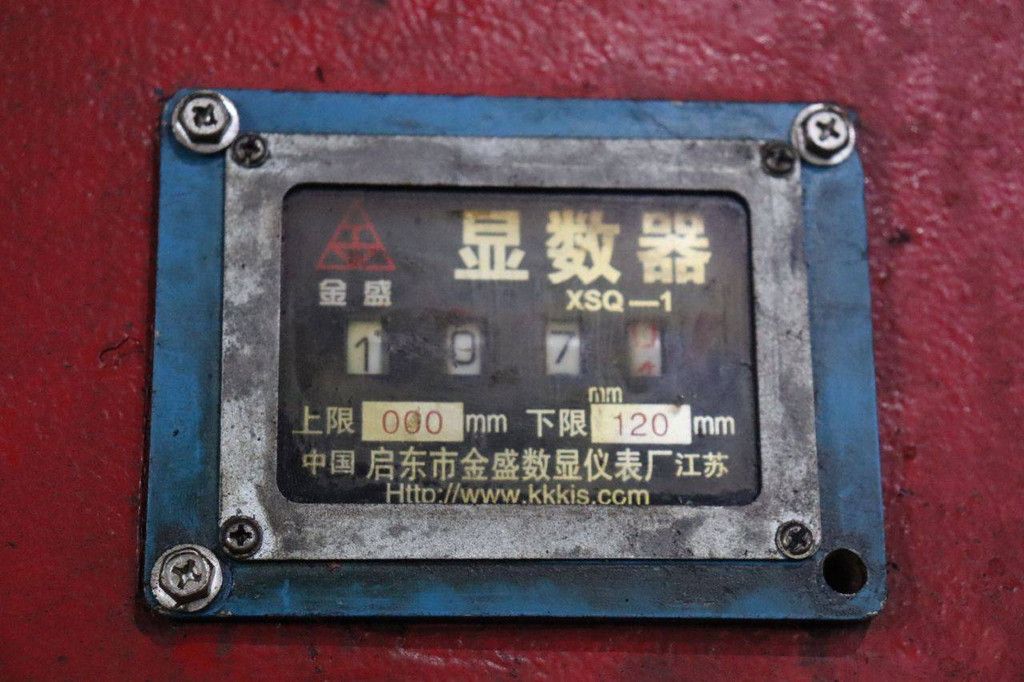 显数器
金盛
XSQ—1
1 9 7
mm
上限 000 mm 下限 120 mm
中国 启东市金盛数显仪表厂 江苏
Http://www.kkkis.com